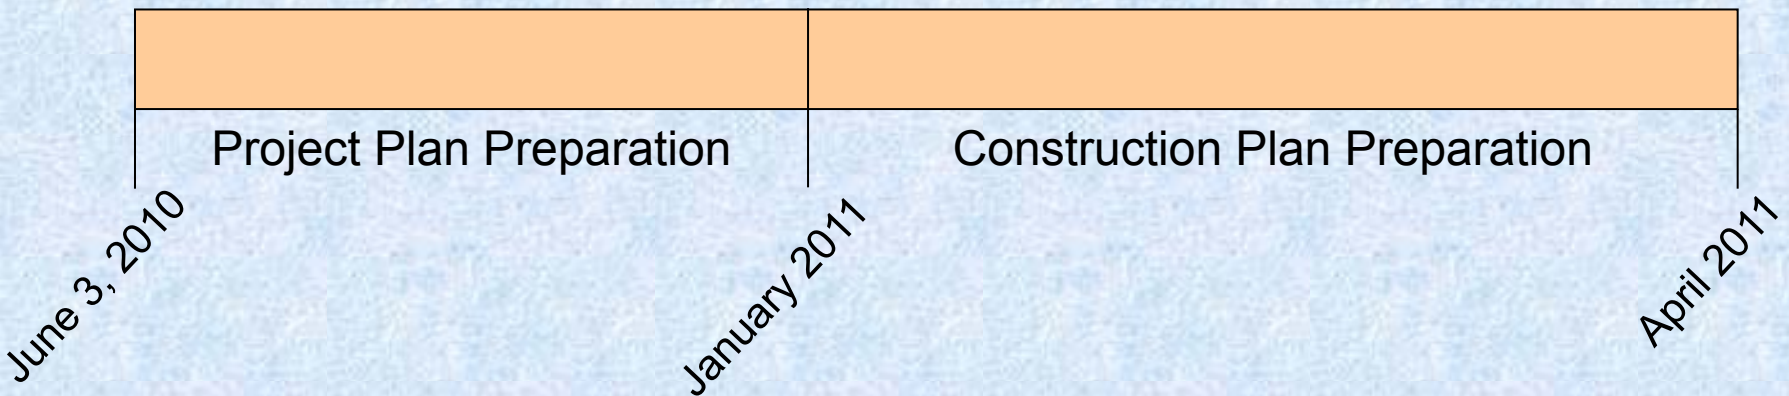 Project Plan Preparation
Construction Plan Preparation
June 3, 2010
January 2011
April 2011